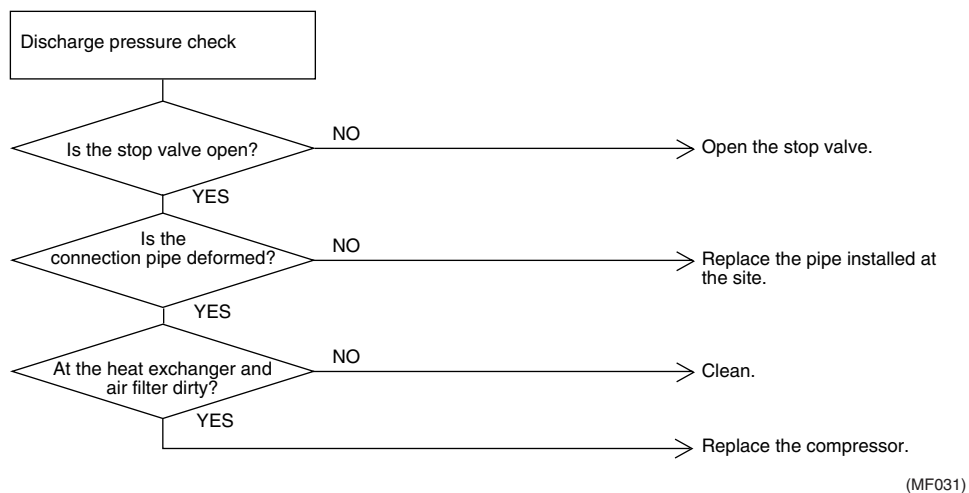 Discharge pressure check
Is the stop valve open?
NO
Open the stop valve.
YES
Is the
connection pipe deformed?
NO
Replace the pipe installed at
the site.
YES
At the heat exchanger and
air filter dirty?
NO
Clean.
YES
Replace the compressor.
(MF031)